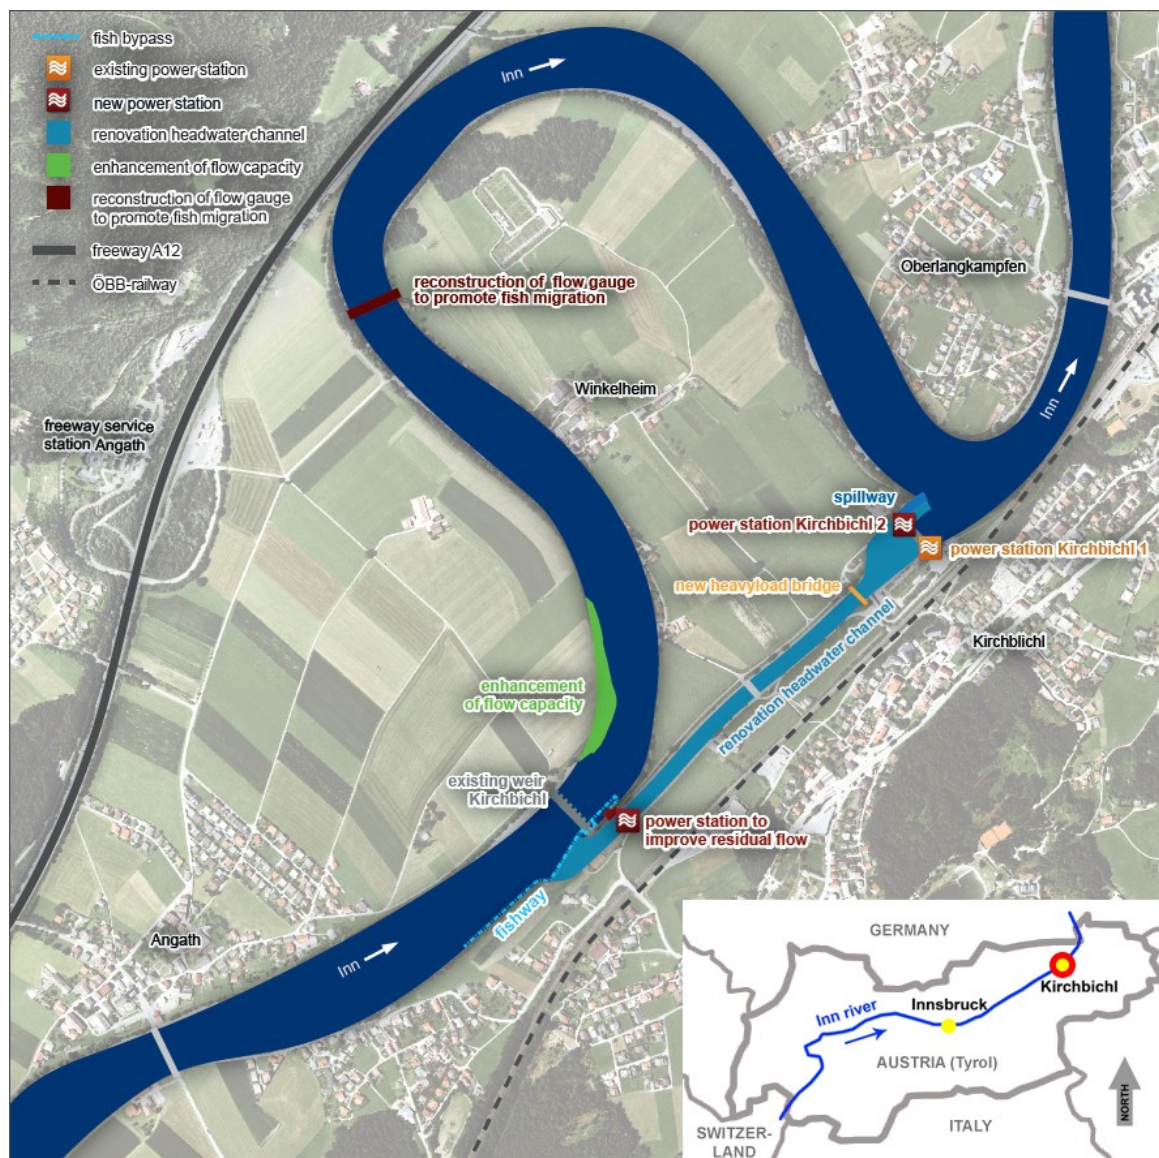 fish bypass
existing power station
new power station
renovation headwater channel
enhancement of flow capacity
reconstruction of flow gauge
to promote fish migration
freeway A12
ÖBB-railway
Inn
Oberlangkampfen
reconstruction of flow gauge
to promote fish migration
Winkelheim
Inn
freeway service
station Angath
spillway
power station Kirchbichl 2
power station Kirchbichl 1
new heavyload bridge
Kirchblichl
renovation headwater channel
enhancement
of flow capacity
existing weir
Kirchbichl
power station to
improve residual flow
fishway
Angath
Inn
GERMANY
Kirchbichl
Innsbruck
Inn river
AUSTRIA (Tyrol)
NORTH
ITALY
SWITZER-
LAND